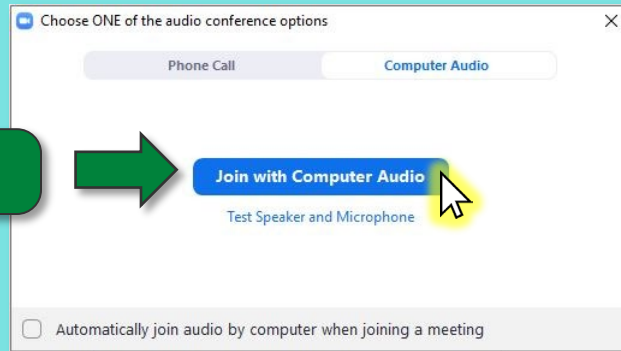 Choose ONE of the audio conference options
Phone Call
Computer Audio
Join with Computer Audio
Test Speaker and Microphone
Automatically join audio by computer when joining a meeting